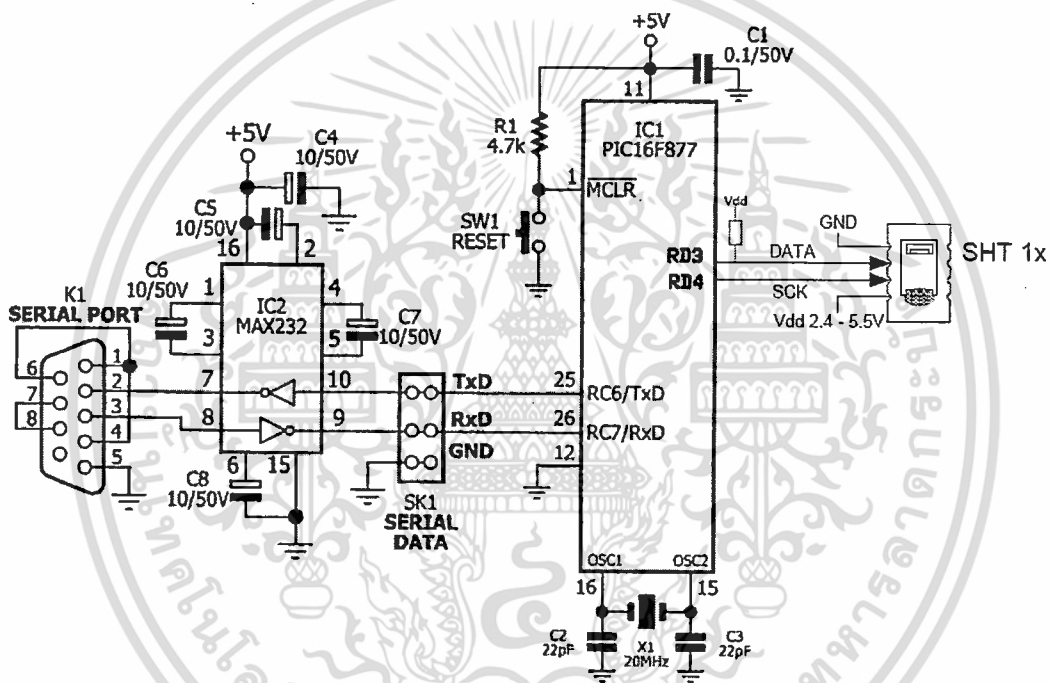 +5V
C1
0.1/50V
11
R1
4.7k
IC1
PIC16F877
1
MCLR
SW1
RESET
Vdd
GND
RD3
DATA
SHT 1x
RD4
SCK
Vdd 2.4 - 5.5V
+5V
C4
10/50V
C5
10/50V
16
2
C6
10/50V
1
4
IC2
MAX232
C7
10/50V
3
5
K1
SERIAL PORT
1
6
2
7
3
8
4
5
7
10
TxD
25
RC6/TxD
8
9
RxD
26
RC7/RxD
GND
12
6
15
C8
10/50V
SK1
SERIAL
DATA
OSC1
OSC2
16
15
C2
22pF
X1
20MHz
C3
22pF